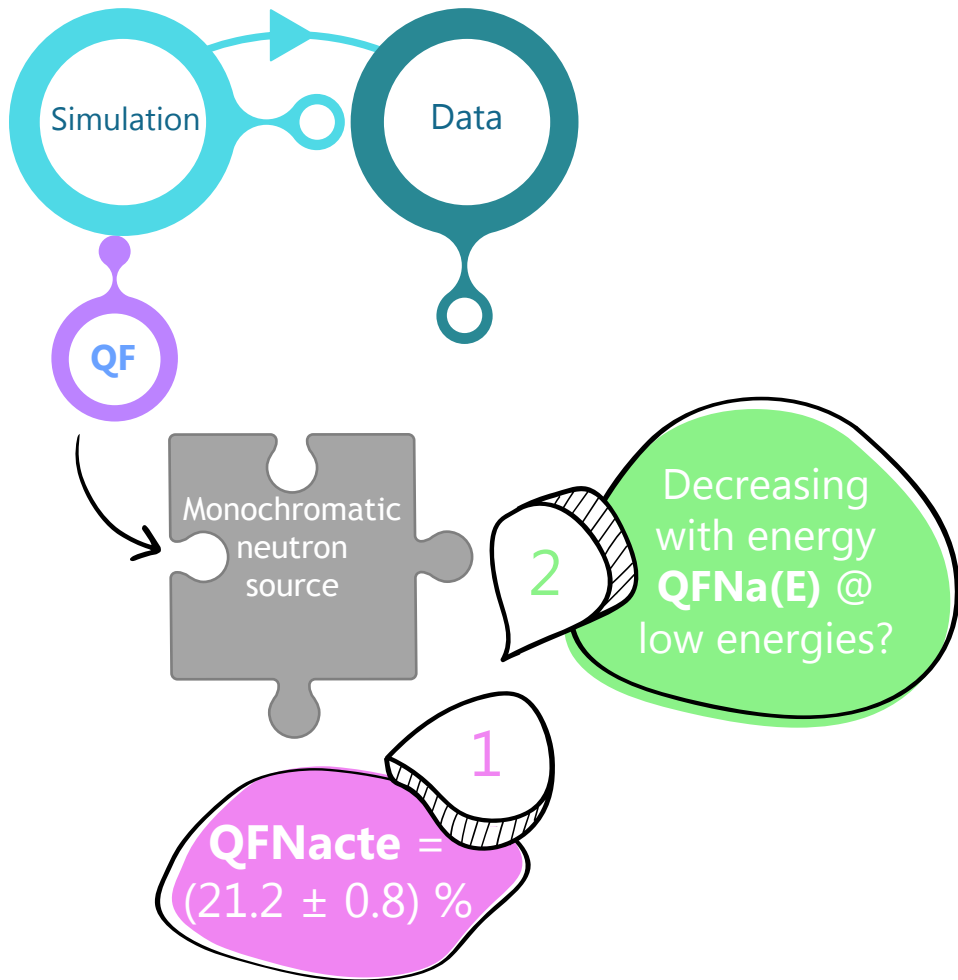 Simulation
Data
QF
Monochromatic
neutron
source
2
Decreasing
with energy
QFNa(E) @
low energies?
1
QFNacte =
(21.2 ± 0.8) %